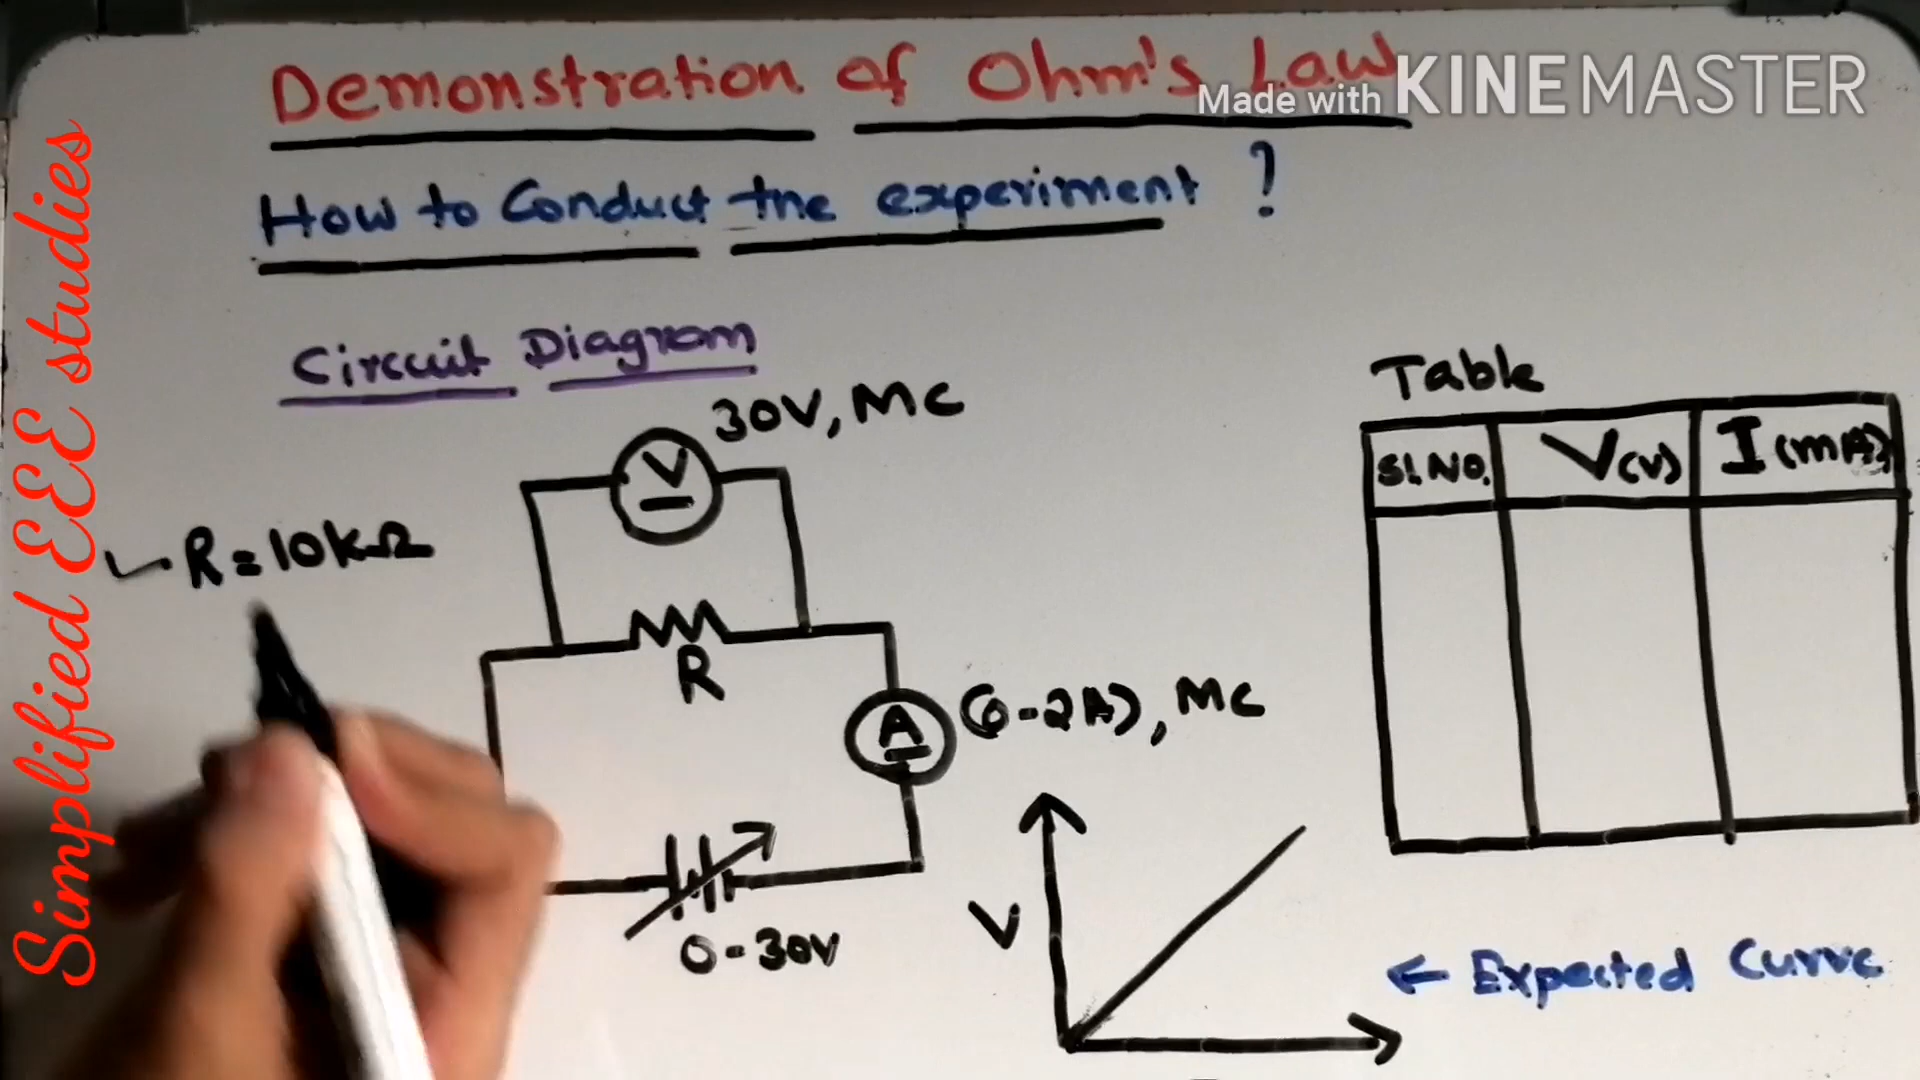 Demonstration of Ohm's Law
Made with KINEMASTER
How to Conduct the experiment ?
Simplified EEE studies
Circuit Diagram
30V, MC
V
R = 10kΩ
R
A
(0-2A), MC
0-30V
Table
Sl.NO.
V(V)
I(mA)
V
← Expected Curve